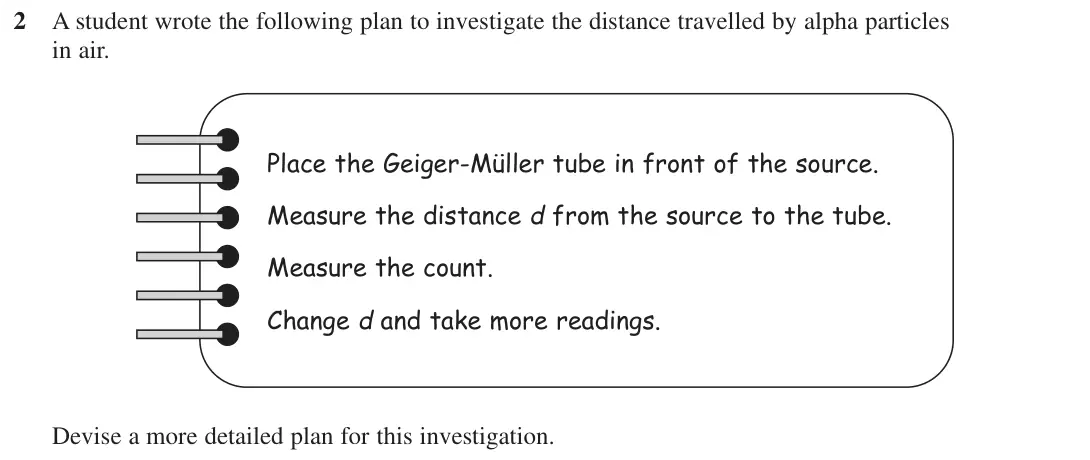 2 A student wrote the following plan to investigate the distance travelled by alpha particles
in air.
Place the Geiger-Müller tube in front of the source.
Measure the distance d from the source to the tube.
Measure the count.
Change d and take more readings.
Devise a more detailed plan for this investigation.